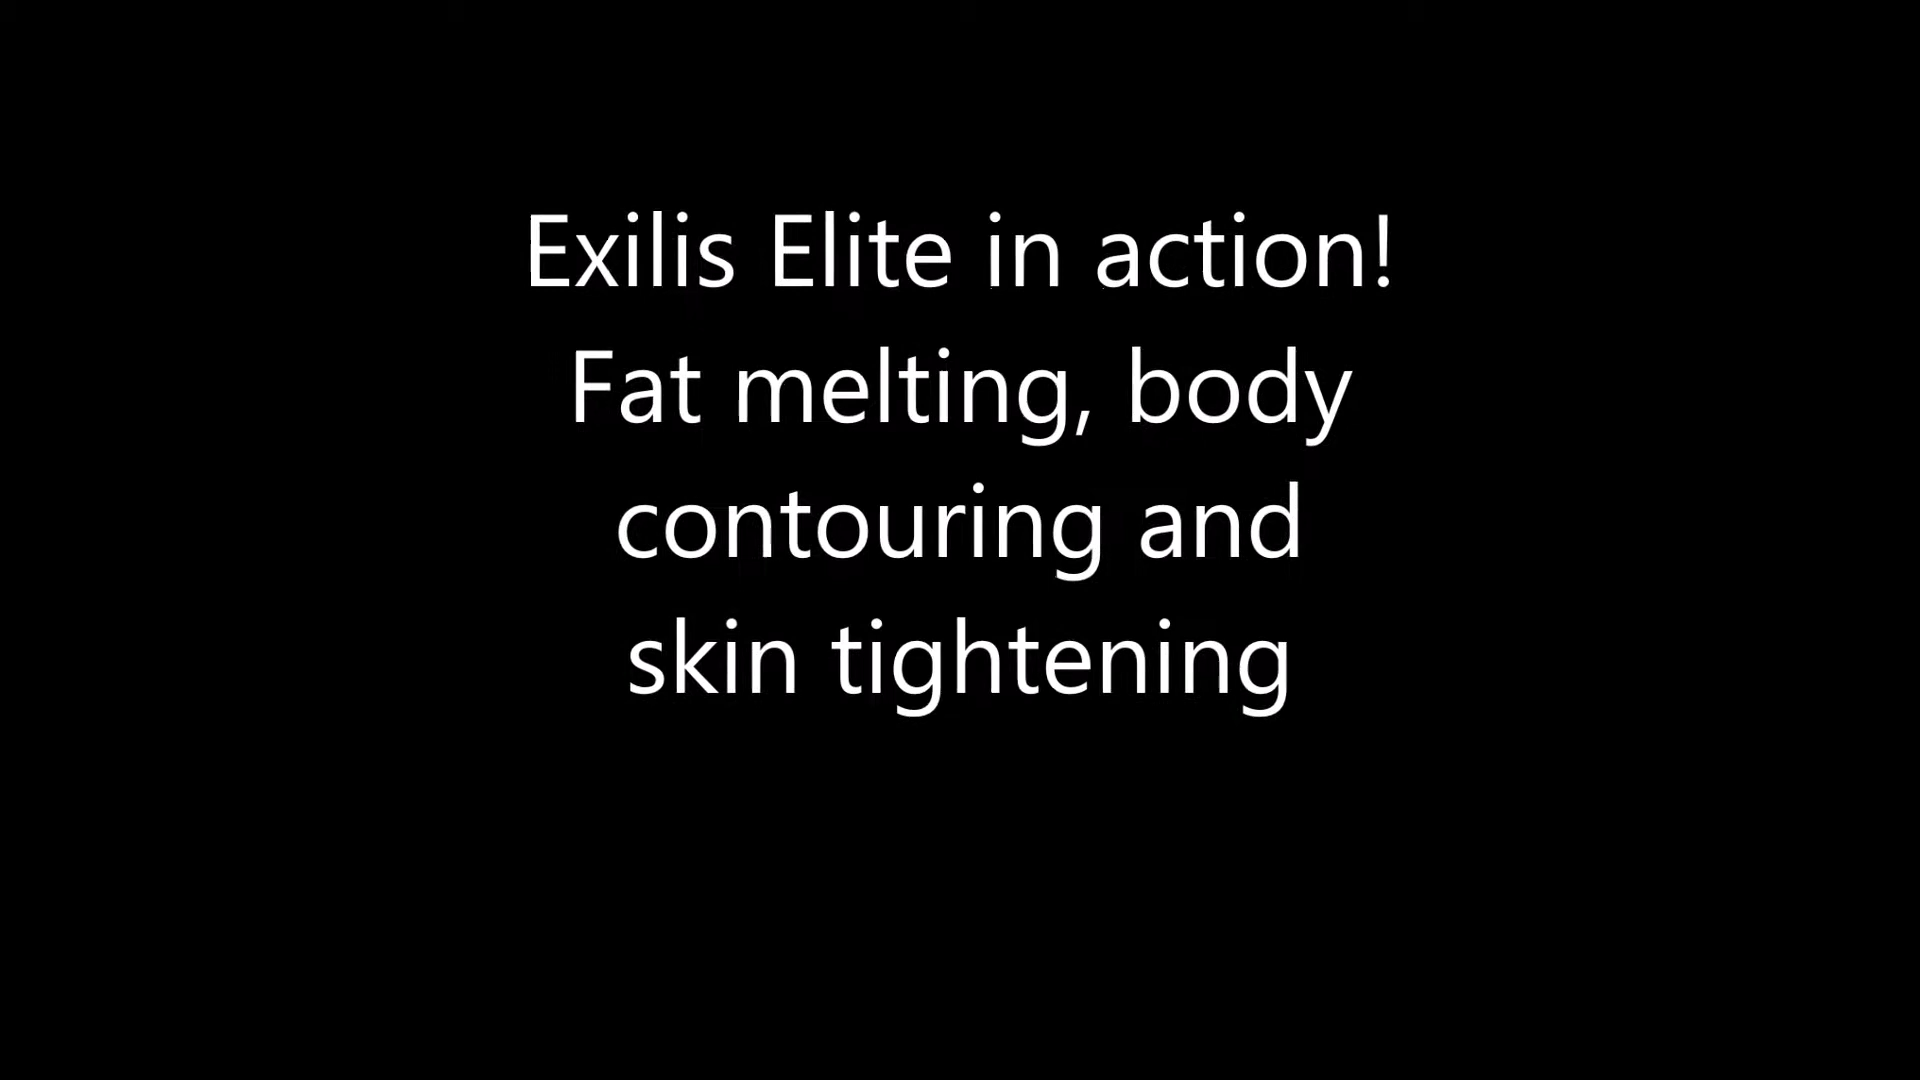 Exilis Elite in action!
Fat melting, body
contouring and
skin tightening